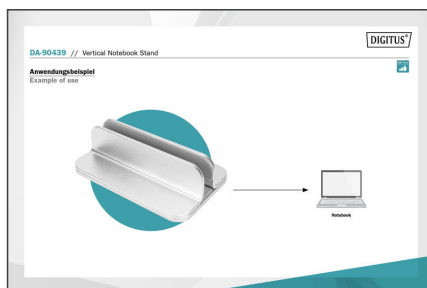 DIGITUS®
DA-90439 // Vertical Notebook Stand
Anwendungsbeispiel
Example of use
Notebook